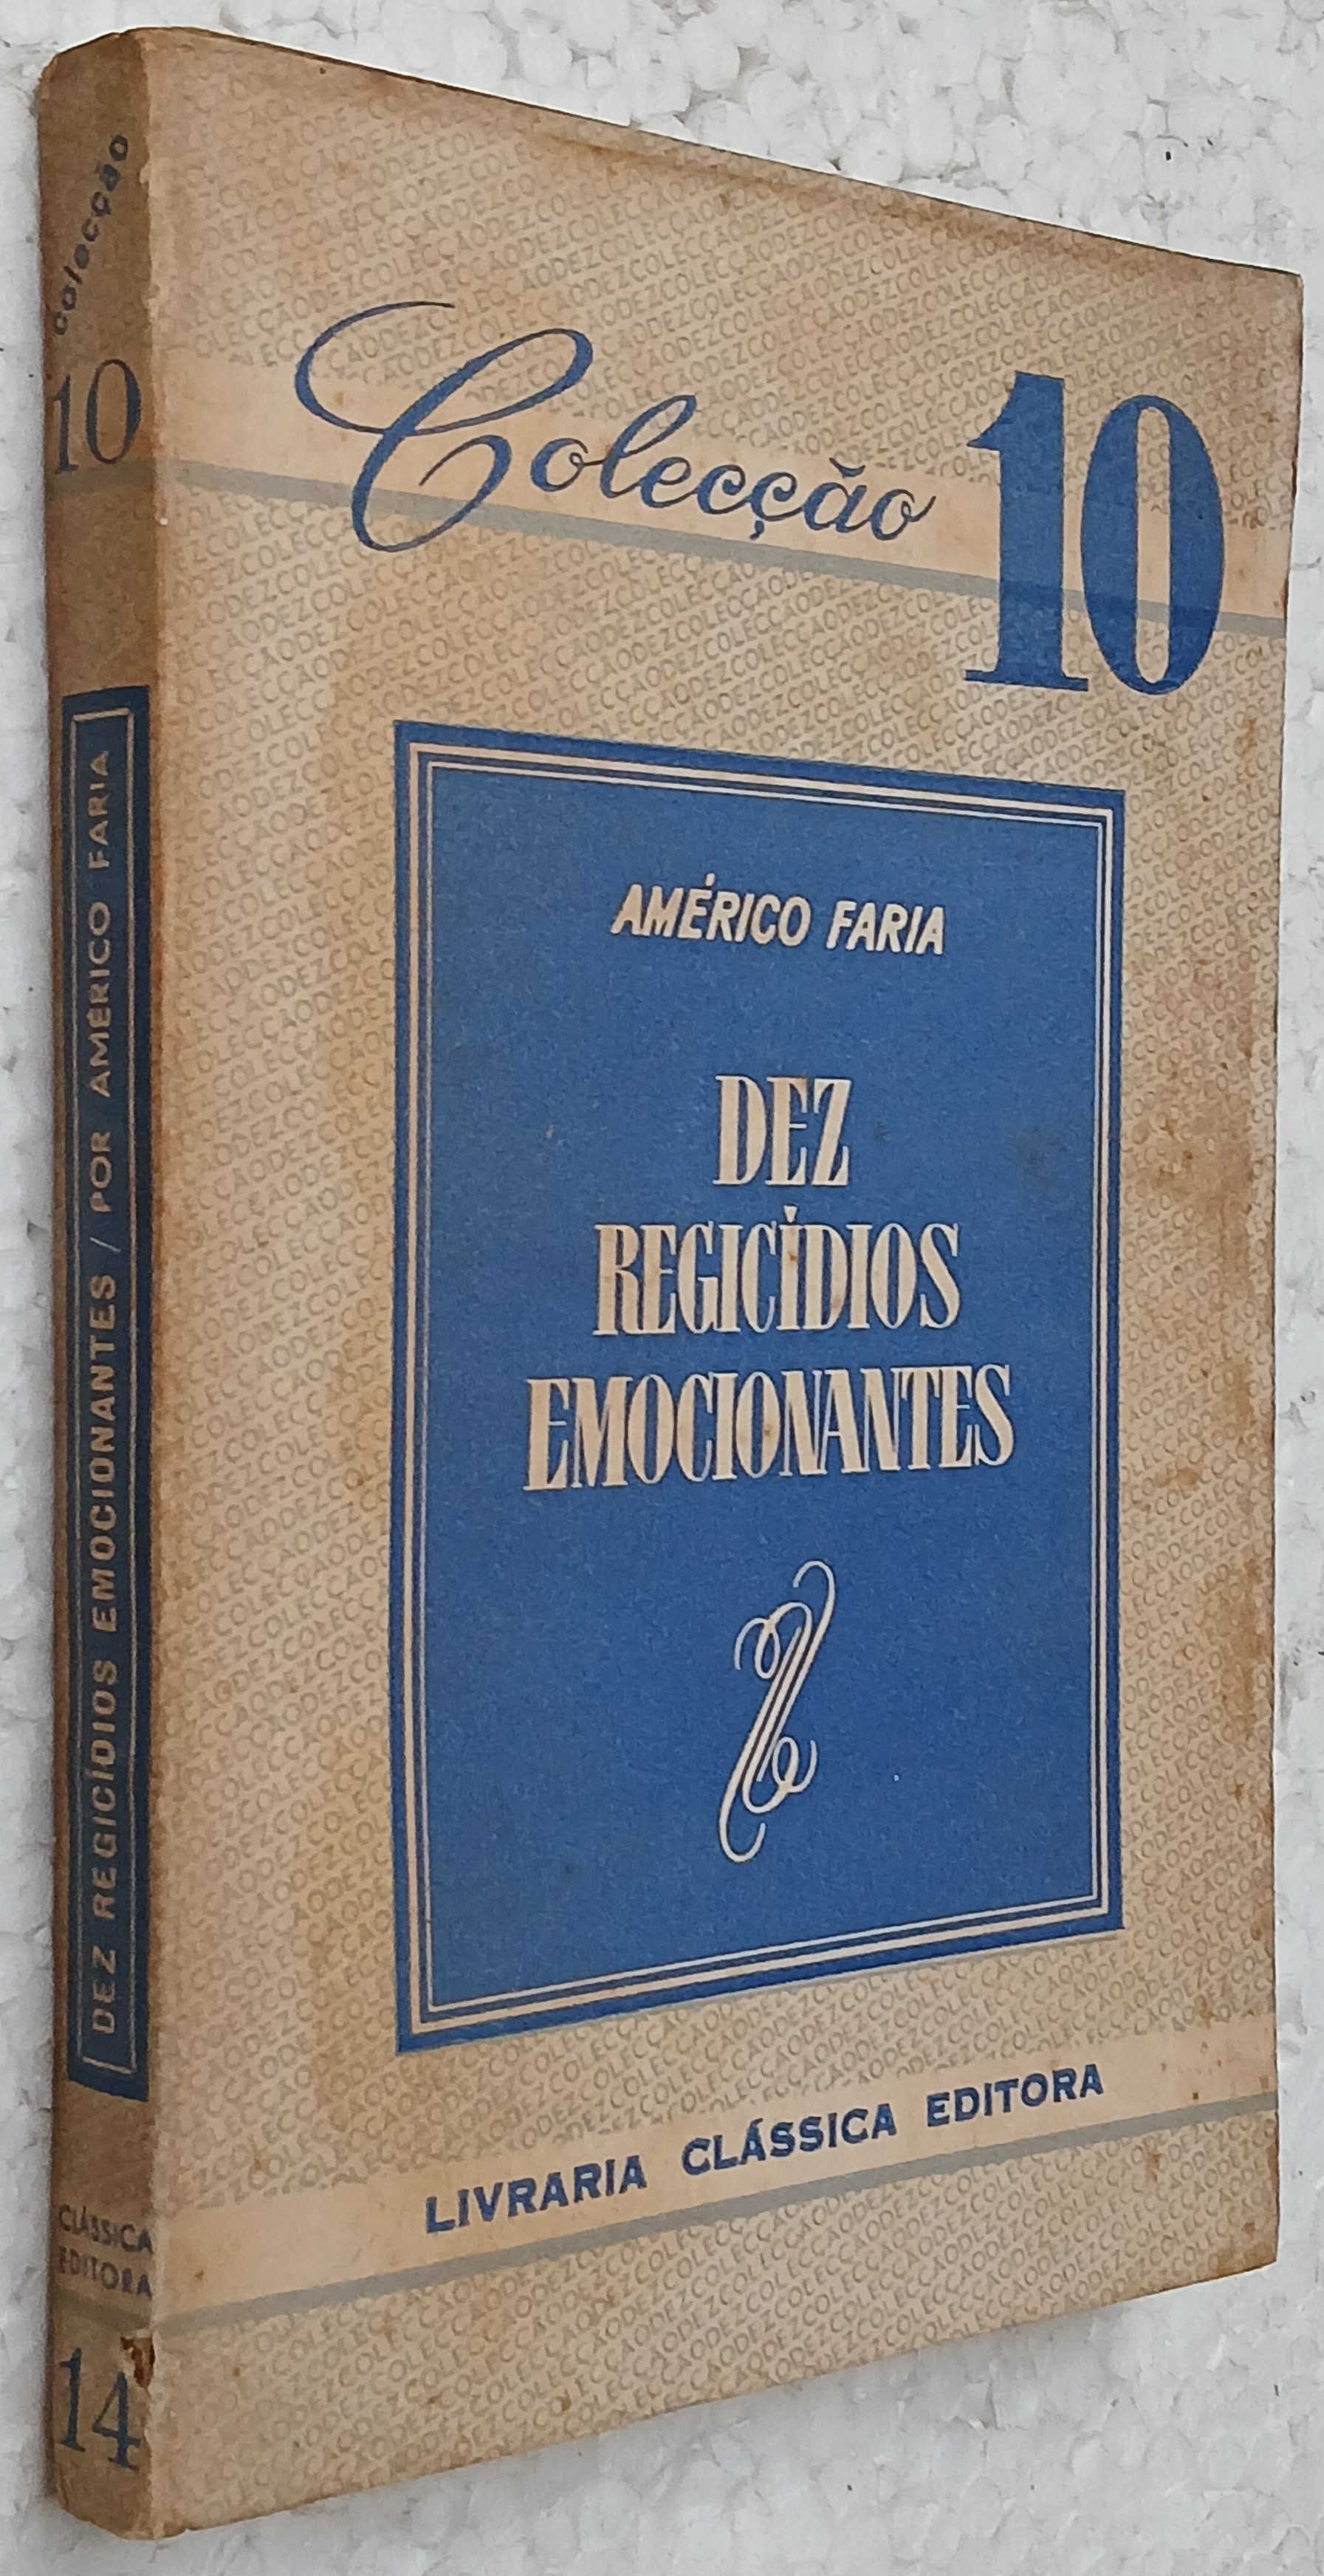 Colecção
10
DEZ REGICÍDIOS EMOCIONANTES / POR AMÉRICO FARIA
CLÁSSICA
EDITORA
14
Colecção 10
AMÉRICO FARIA
DEZ
REGICÍDIOS
EMOCIONANTES
LIVRARIA CLÁSSICA EDITORA